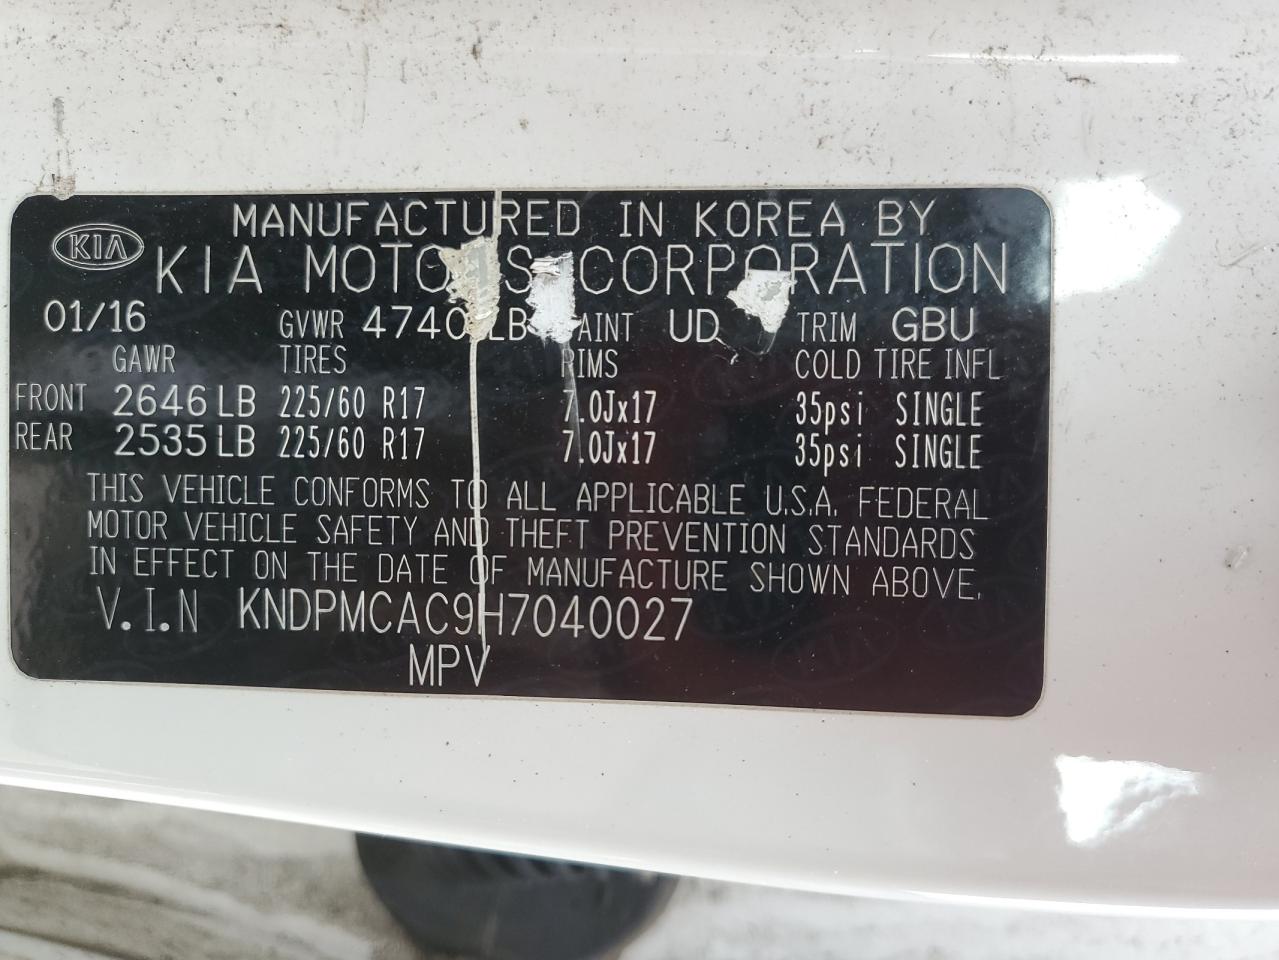 MANUFACTURED IN KOREA BY
KIA
KIA MOTORS CORPORATION
01/16 GVWR 4740 LB PAINT UD TRIM GBU
GAWR TIRES RIMS COLD TIRE INFL
FRONT 2646 LB 225/60 R17 7.0Jx17 35psi SINGLE
REAR 2535 LB 225/60 R17 7.0Jx17 35psi SINGLE
THIS VEHICLE CONFORMS TO ALL APPLICABLE U.S.A. FEDERAL
MOTOR VEHICLE SAFETY AND THEFT PREVENTION STANDARDS
IN EFFECT ON THE DATE OF MANUFACTURE SHOWN ABOVE.
V.I.N KNDPMCAC9H7040027
MPV